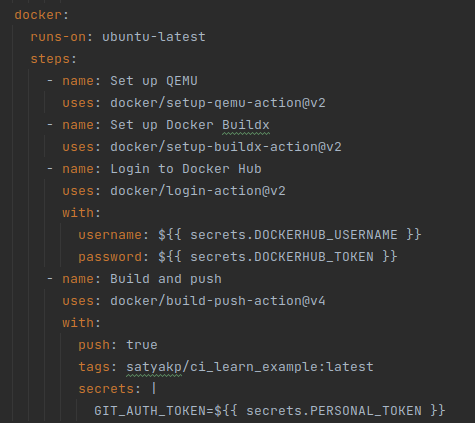 docker:
  runs-on: ubuntu-latest
  steps:
    - name: Set up QEMU
      uses: docker/setup-qemu-action@v2
    - name: Set up Docker Buildx
      uses: docker/setup-buildx-action@v2
    - name: Login to Docker Hub
      uses: docker/login-action@v2
      with:
        username: ${{ secrets.DOCKERHUB_USERNAME }}
        password: ${{ secrets.DOCKERHUB_TOKEN }}
    - name: Build and push
      uses: docker/build-push-action@v4
      with:
        push: true
        tags: satyakp/ci_learn_example:latest
        secrets: |
          GIT_AUTH_TOKEN=${{ secrets.PERSONAL_TOKEN }}